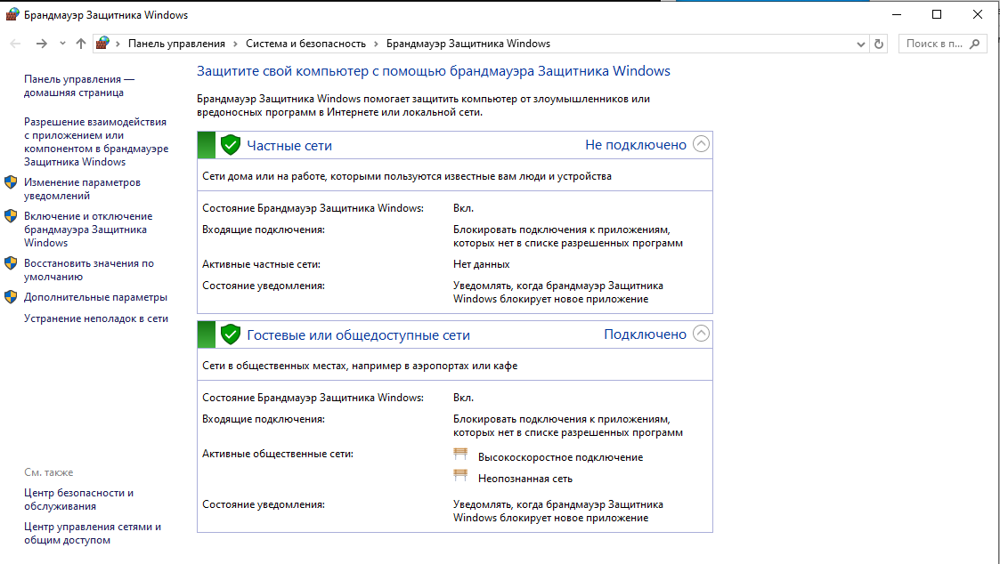 Брандмауэр Защитника Windows
Панель управления › Система и безопасность › Брандмауэр Защитника Windows
Поиск в п...
Панель управления —
домашняя страница
Разрешение взаимодействия
с приложением или
компонентом в брандмауэре
Защитника Windows
Изменение параметров
уведомлений
Включение и отключение
брандмауэра Защитника
Windows
Восстановить значения по
умолчанию
Дополнительные параметры
Устранение неполадок в сети
Защитите свой компьютер с помощью брандмауэра Защитника Windows
Брандмауэр Защитника Windows помогает защитить компьютер от злоумышленников или
вредоносных программ в Интернете или локальной сети.
Частные сети Не подключено
Сети дома или на работе, которыми пользуются известные вам люди и устройства
Состояние Брандмауэр Защитника Windows: Вкл.
Входящие подключения: Блокировать подключения к приложениям,
которых нет в списке разрешенных программ
Активные частные сети: Нет данных
Состояние уведомления: Уведомлять, когда брандмауэр Защитника
Windows блокирует новое приложение
Гостевые или общедоступные сети Подключено
Сети в общественных местах, например в аэропортах или кафе
Состояние Брандмауэр Защитника Windows: Вкл.
Входящие подключения: Блокировать подключения к приложениям,
которых нет в списке разрешенных программ
Активные общественные сети: Высокоскоростное подключение
Неопознанная сеть
Состояние уведомления: Уведомлять, когда брандмауэр Защитника
Windows блокирует новое приложение
См. также
Центр безопасности и
обслуживания
Центр управления сетями и
общим доступом